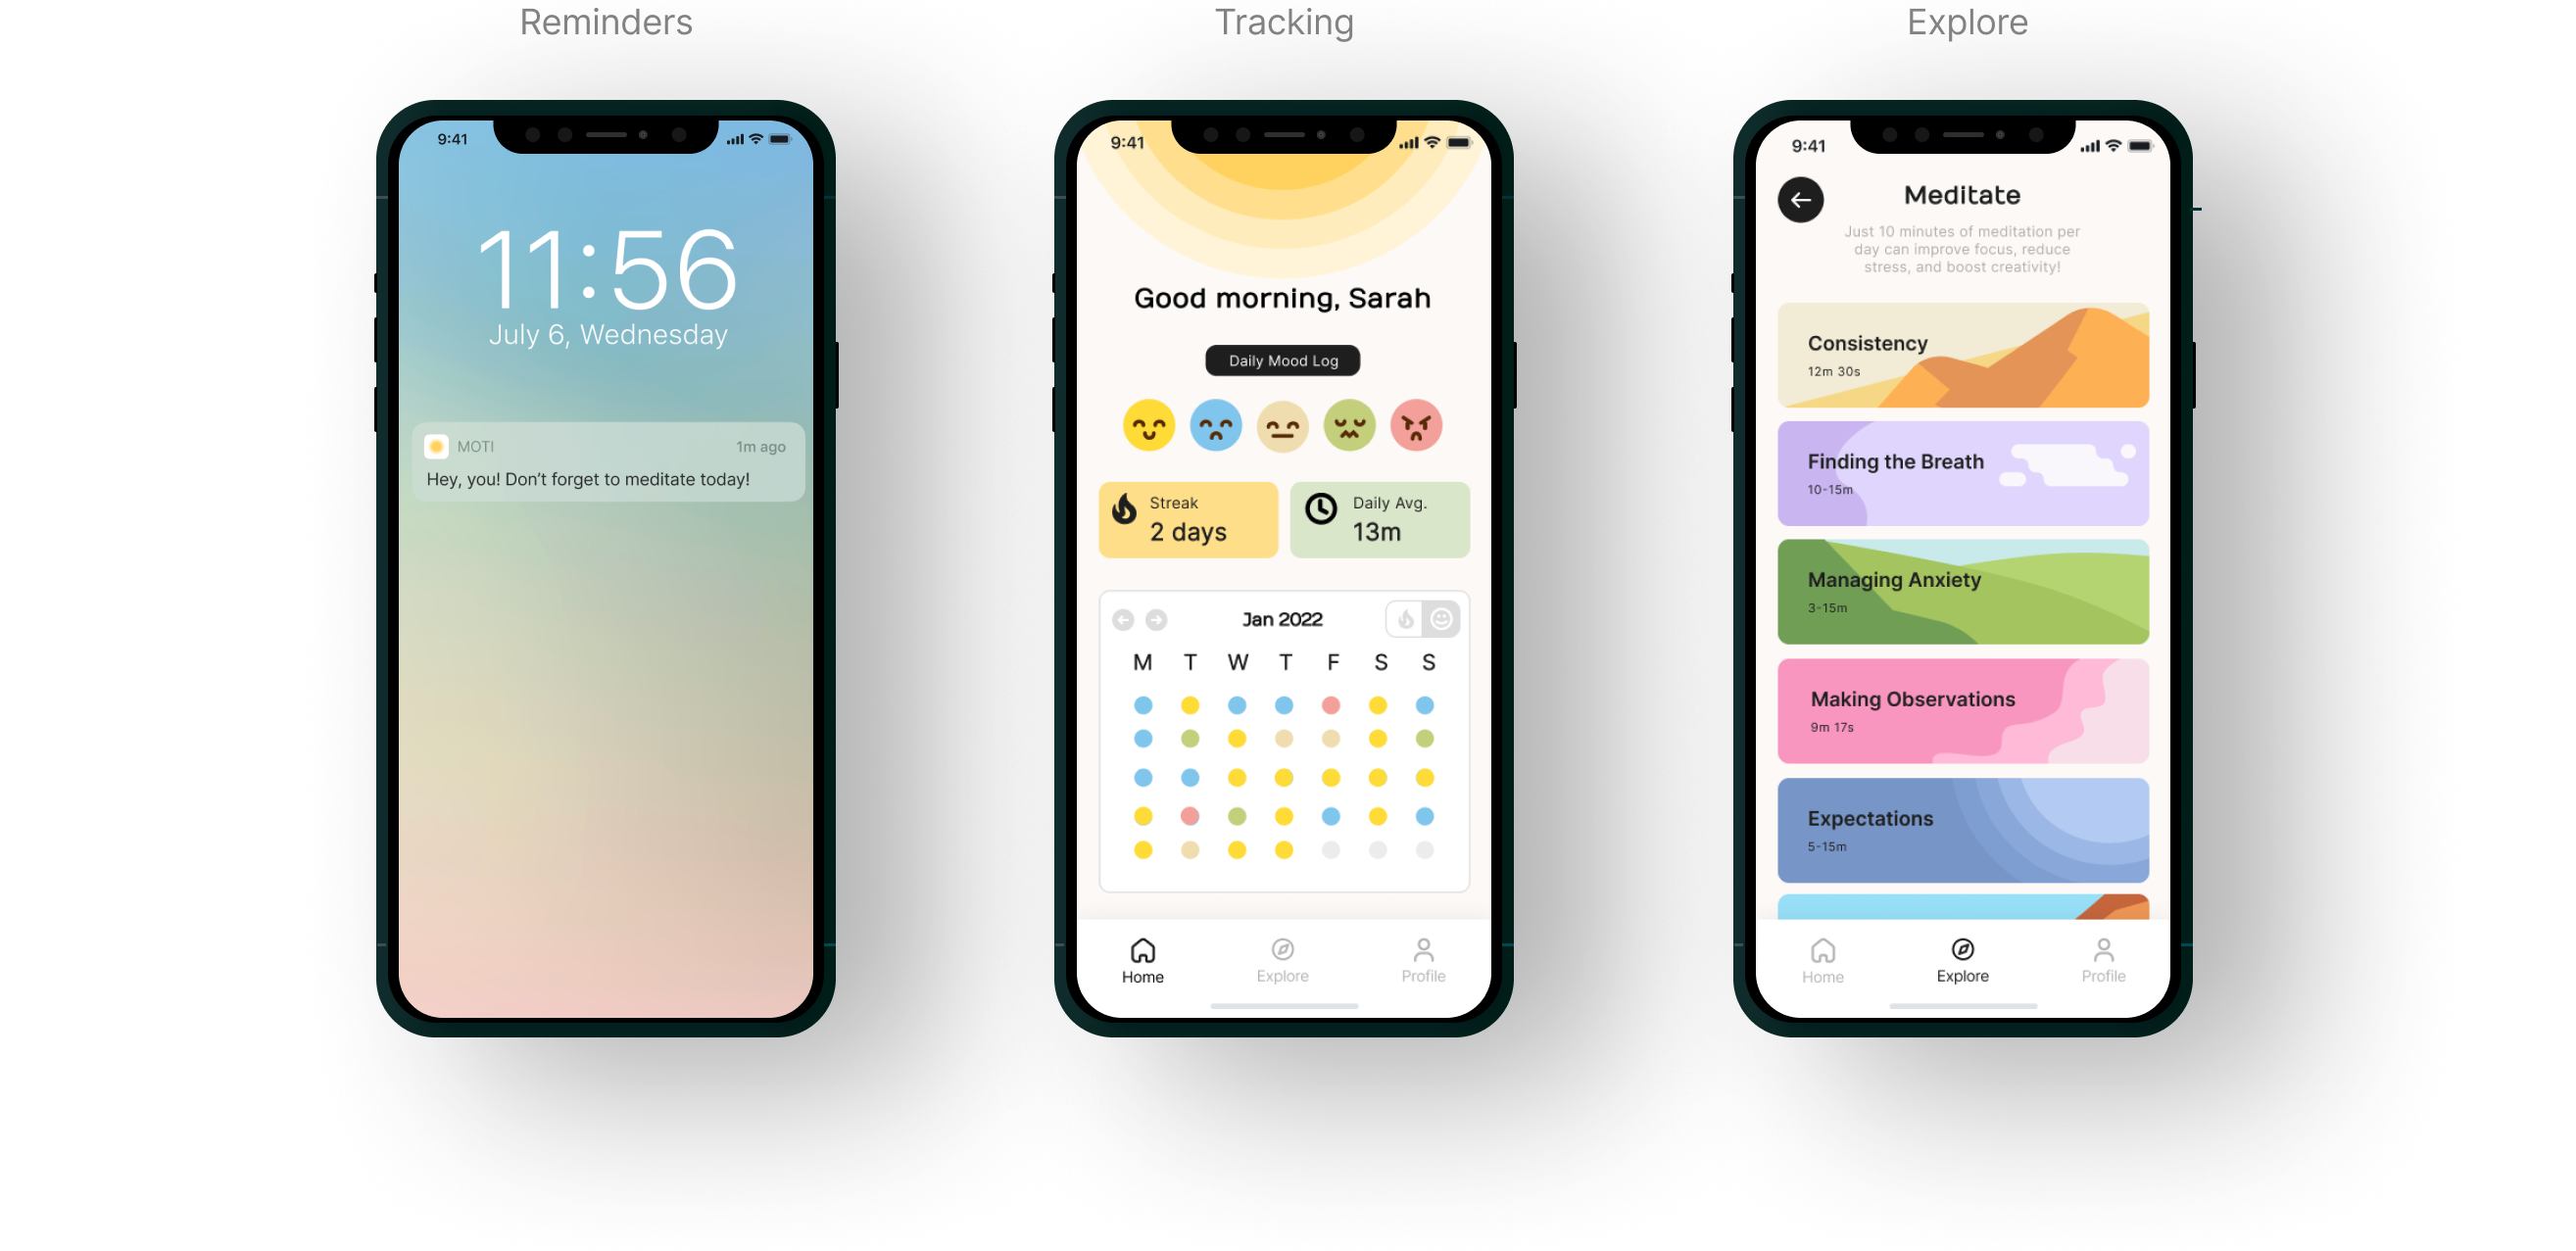 Reminders
9:41
11:56
July 6, Wednesday
MOTI
1m ago
Hey, you! Don't forget to meditate today!
Tracking
9:41
Good morning, Sarah
Daily Mood Log
Streak
2 days
Daily Avg.
13m
Jan 2022
M T W T F S S
Home
Explore
Profile
Explore
9:41
Meditate
Just 10 minutes of meditation per
day can improve focus, reduce
stress, and boost creativity!
Consistency
12m 30s
Finding the Breath
10-15m
Managing Anxiety
3-15m
Making Observations
9m 17s
Expectations
5-15m
Home
Explore
Profile